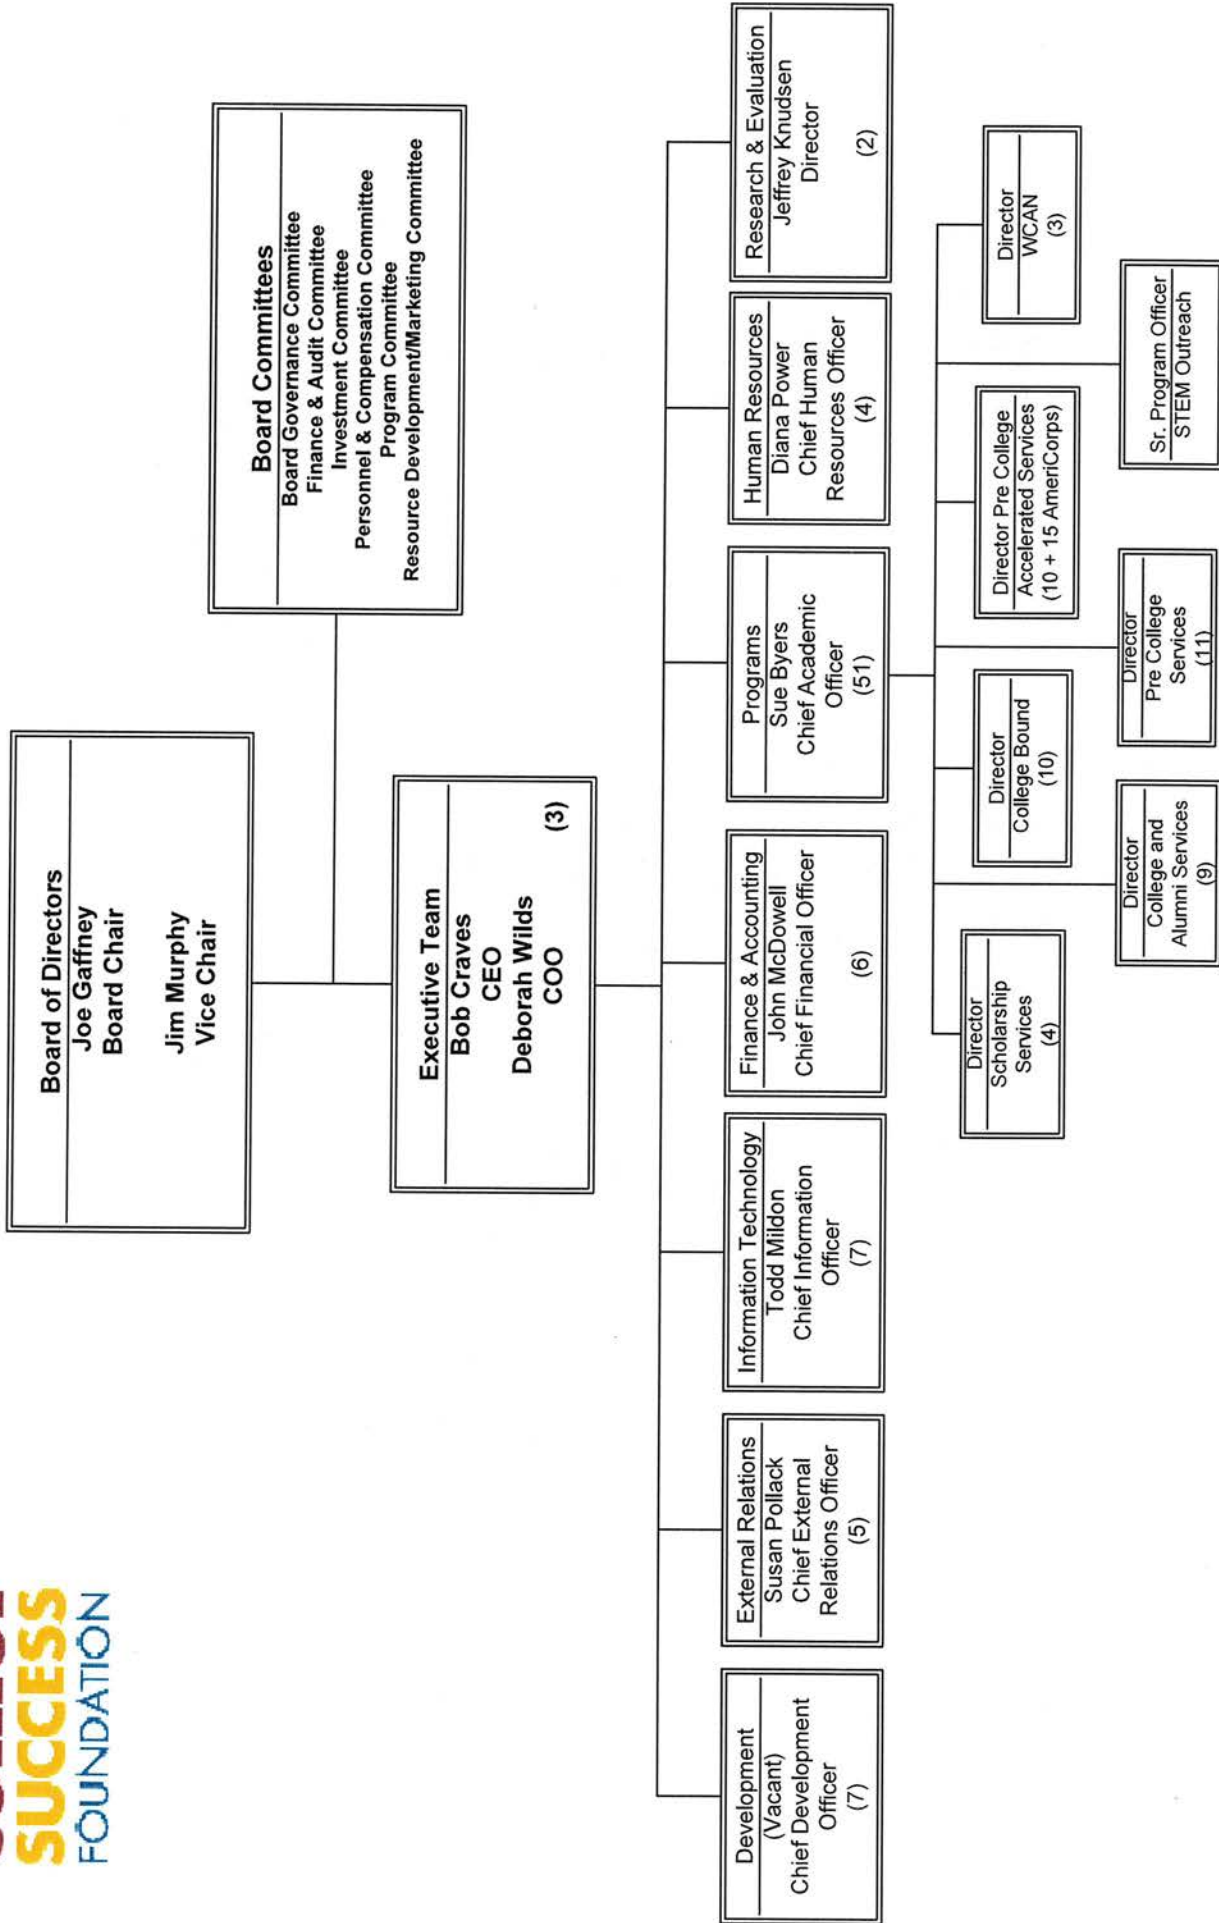 SUCCESS
FOUNDATION
Board of Directors
Joe Gaffney
Board Chair
Jim Murphy
Vice Chair
Board Committees
Board Governance Committee
Finance & Audit Committee
Investment Committee
Personnel & Compensation Committee
Program Committee
Resource Development/Marketing Committee
Executive Team
Bob Craves
CEO
Deborah Wilds
COO
(3)
Development
(Vacant)
Chief Development
Officer
(7)
External Relations
Susan Pollack
Chief External
Relations Officer
(5)
Information Technology
Todd Mildon
Chief Information
Officer
(7)
Finance & Accounting
John McDowell
Chief Financial Officer
(6)
Programs
Sue Byers
Chief Academic
Officer
(51)
Human Resources
Diana Power
Chief Human
Resources Officer
(4)
Research & Evaluation
Jeffrey Knudsen
Director
(2)
Director
Scholarship
Services
(4)
Director
College Bound
(10)
Director Pre College
Accelerated Services
(10 + 15 AmeriCorps)
Director
WCAN
(3)
Director
College and
Alumni Services
(9)
Director
Pre College
Services
(11)
Sr. Program Officer
STEM Outreach